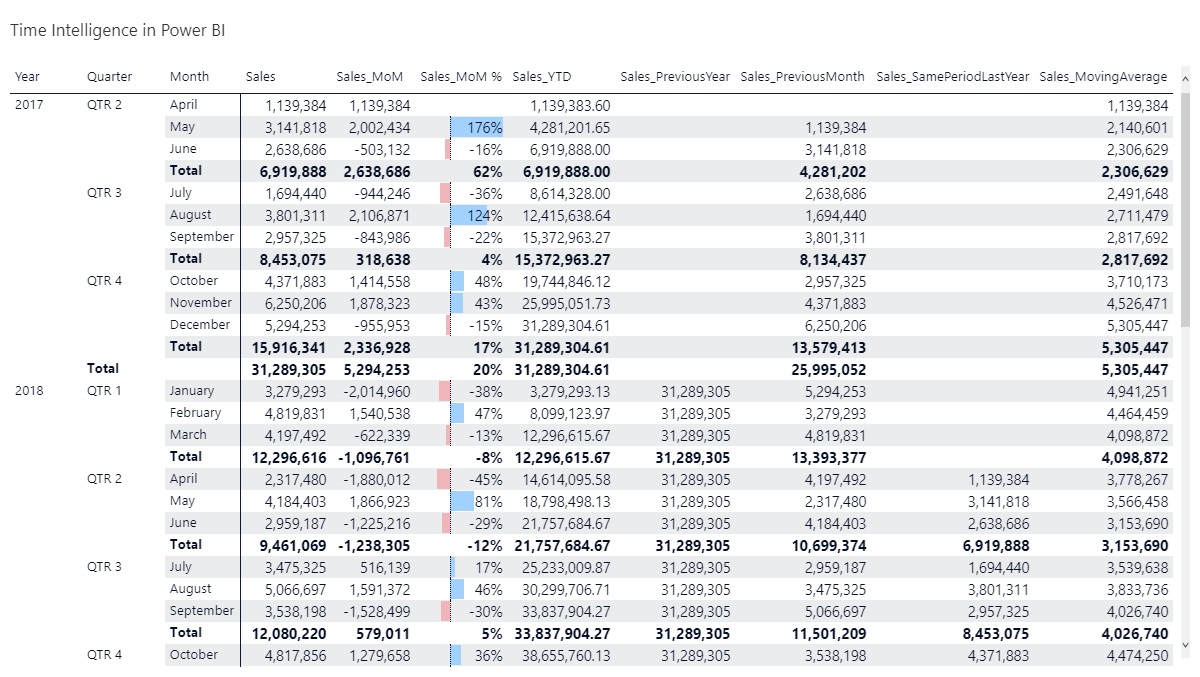 Time Intelligence in Power BI
Year Quarter Month Sales Sales_MoM Sales_MoM % Sales_YTD Sales_PreviousYear Sales_PreviousMonth Sales_SamePeriodLastYear Sales_MovingAverage
2017 QTR 2 April 1,139,384 1,139,384 1,139,383.60 1,139,384
May 3,141,818 2,002,434 176% 4,281,201.65 1,139,384 2,140,601
June 2,638,686 -503,132 -16% 6,919,888.00 3,141,818 2,306,629
Total 6,919,888 2,638,686 62% 6,919,888.00 4,281,202 2,306,629
QTR 3 July 1,694,440 -944,246 -36% 8,614,328.00 2,638,686 2,491,648
August 3,801,311 2,106,871 124% 12,415,638.64 1,694,440 2,711,479
September 2,957,325 -843,986 -22% 15,372,963.27 3,801,311 2,817,692
Total 8,453,075 318,638 4% 15,372,963.27 8,134,437 2,817,692
QTR 4 October 4,371,883 1,414,558 48% 19,744,846.12 2,957,325 3,710,173
November 6,250,206 1,878,323 43% 25,995,051.73 4,371,883 4,526,471
December 5,294,253 -955,953 -15% 31,289,304.61 6,250,206 5,305,447
Total 15,916,341 2,336,928 17% 31,289,304.61 13,579,413 5,305,447
Total 31,289,305 5,294,253 20% 31,289,304.61 25,995,052 5,305,447
2018 QTR 1 January 3,279,293 -2,014,960 -38% 3,279,293.13 31,289,305 5,294,253 4,941,251
February 4,819,831 1,540,538 47% 8,099,123.97 31,289,305 3,279,293 4,464,459
March 4,197,492 -622,339 -13% 12,296,615.67 31,289,305 4,819,831 4,098,872
Total 12,296,616 -1,096,761 -8% 12,296,615.67 31,289,305 13,393,377 4,098,872
QTR 2 April 2,317,480 -1,880,012 -45% 14,614,095.58 31,289,305 4,197,492 1,139,384 3,778,267
May 4,184,403 1,866,923 81% 18,798,498.13 31,289,305 2,317,480 3,141,818 3,566,458
June 2,959,187 -1,225,216 -29% 21,757,684.67 31,289,305 4,184,403 2,638,686 3,153,690
Total 9,461,069 -1,238,305 -12% 21,757,684.67 31,289,305 10,699,374 6,919,888 3,153,690
QTR 3 July 3,475,325 516,139 17% 25,233,009.87 31,289,305 2,959,187 1,694,440 3,539,638
August 5,066,697 1,591,372 46% 30,299,706.71 31,289,305 3,475,325 3,801,311 3,833,736
September 3,538,198 -1,528,499 -30% 33,837,904.27 31,289,305 5,066,697 2,957,325 4,026,740
Total 12,080,220 579,011 5% 33,837,904.27 31,289,305 11,501,209 8,453,075 4,026,740
QTR 4 October 4,817,856 1,279,658 36% 38,655,760.13 31,289,305 3,538,198 4,371,883 4,474,250